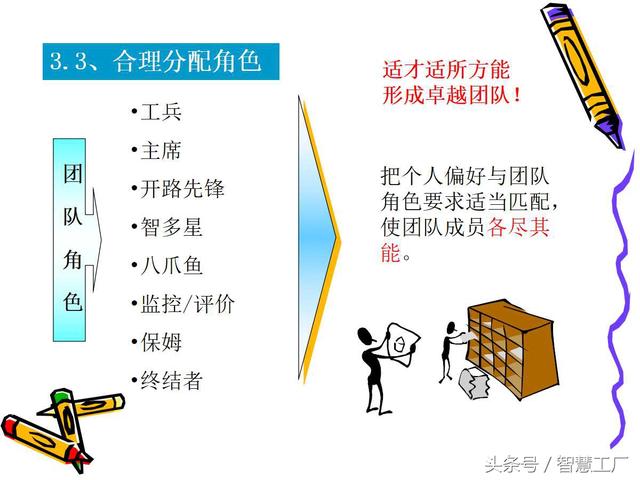 3.3、合理分配角色
团队角色
•工兵
•主席
•开路先锋
•智多星
•八爪鱼
•监控/评价
•保姆
•终结者
适才适所方能
形成卓越团队！
把个人偏好与团队
角色要求适当匹配，
使团队成员各尽其
能。
头条号／智慧工厂